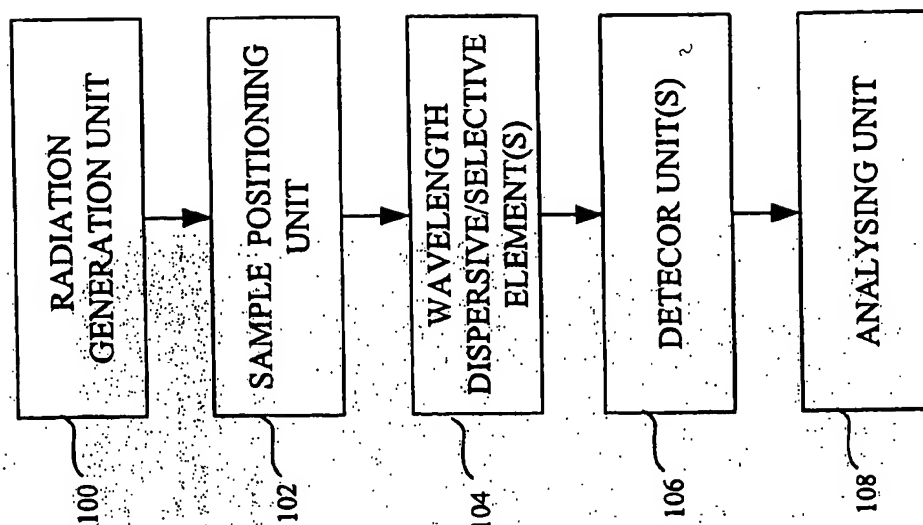 RADIATION
GENERATION UNIT
100
SAMPLE POSITIONING
UNIT
102
WAVELENGTH
DISPERSIVE/SELECTIVE
ELEMENT(S)
104
DETECOR UNIT(S)
106
ANALYSING UNIT
108